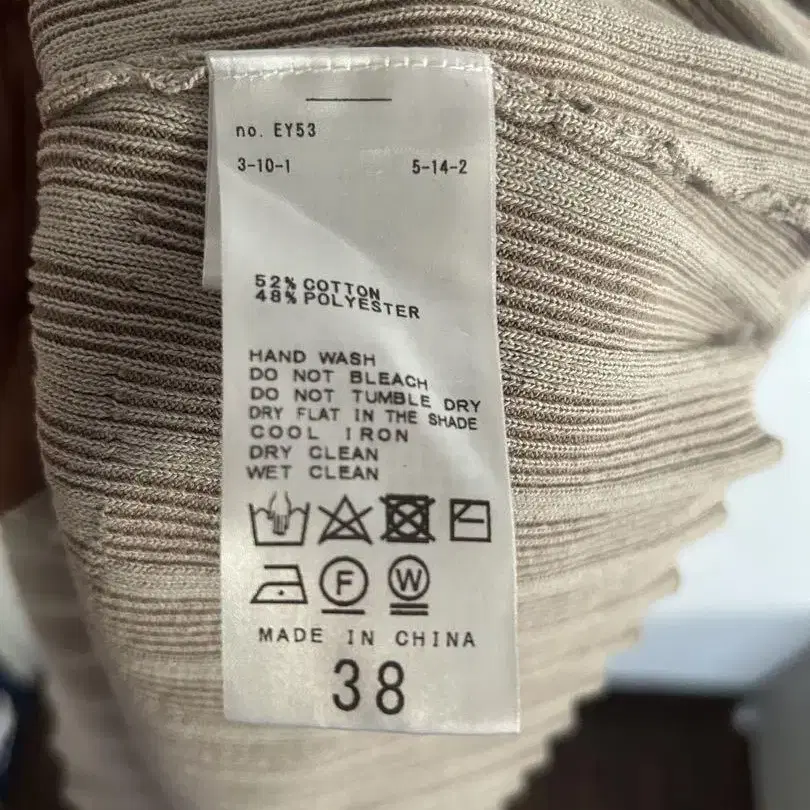 no. EY53
3-10-1 5-14-2
52% COTTON
48% POLYESTER
HAND WASH
DO NOT BLEACH
DO NOT TUMBLE DRY
DRY FLAT IN THE SHADE
COOL IRON
DRY CLEAN
WET CLEAN
F W
MADE IN CHINA
38